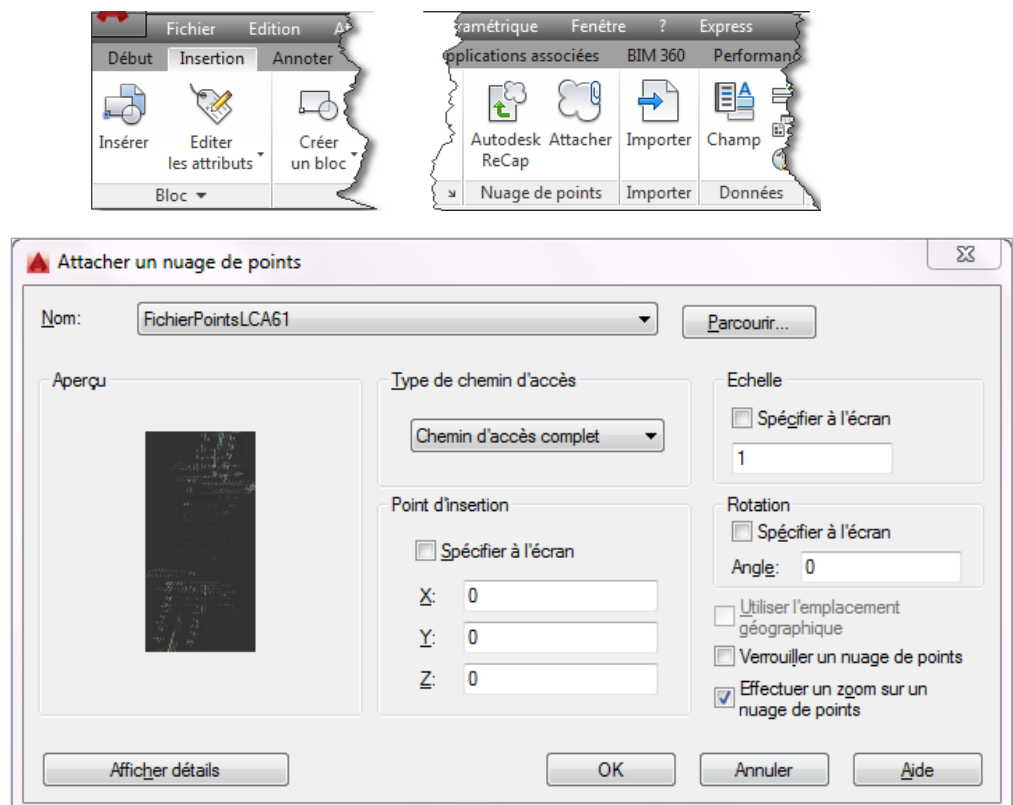 Fichier Edition
Début Insertion Annoter
Insérer Editer les attributs Créer un bloc
Bloc
ramétrique Fenêtre ? Express
pplications associées BIM 360 Performan
Autodesk ReCap Attacher Importer Champ
Nuage de points Importer Données
Attacher un nuage de points
Nom: FichierPointsLCA61 Parcourir...
Aperçu
Type de chemin d'accès
Chemin d'accès complet
Echelle
Spécifier à l'écran
1
Point d'insertion
Spécifier à l'écran
X: 0
Y: 0
Z: 0
Rotation
Spécifier à l'écran
Angle: 0
Utiliser l'emplacement
géographique
Verrouiller un nuage de points
Effectuer un zoom sur un
nuage de points
Afficher détails OK Annuler Aide